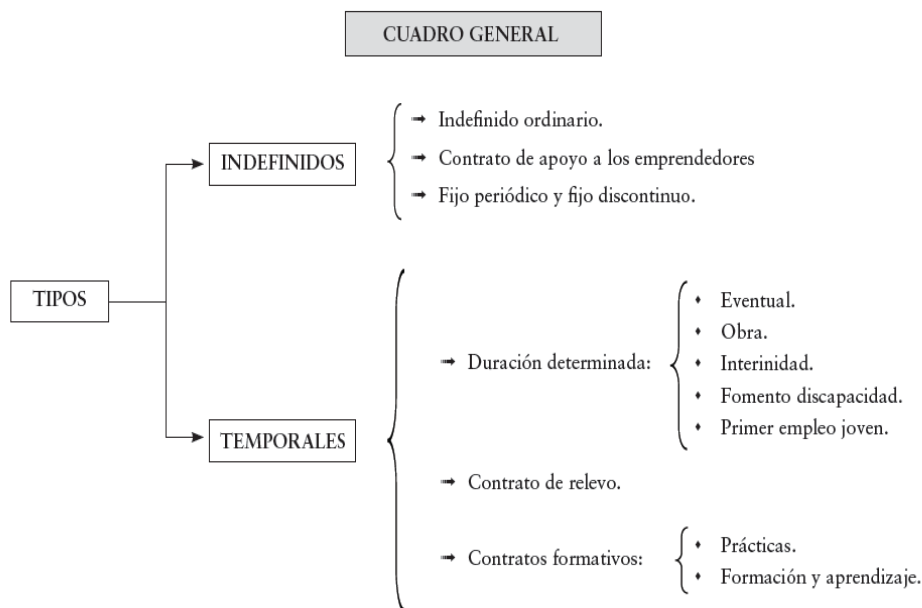 CUADRO GENERAL
TIPOS
INDEFINIDOS
Indefinido ordinario.
Contrato de apoyo a los emprendedores
Fijo periódico y fijo discontinuo.
TEMPORALES
Duración determinada:
Eventual.
Obra.
Interinidad.
Fomento discapacidad.
Primer empleo joven.
Contrato de relevo.
Contratos formativos:
Prácticas.
Formación y aprendizaje.